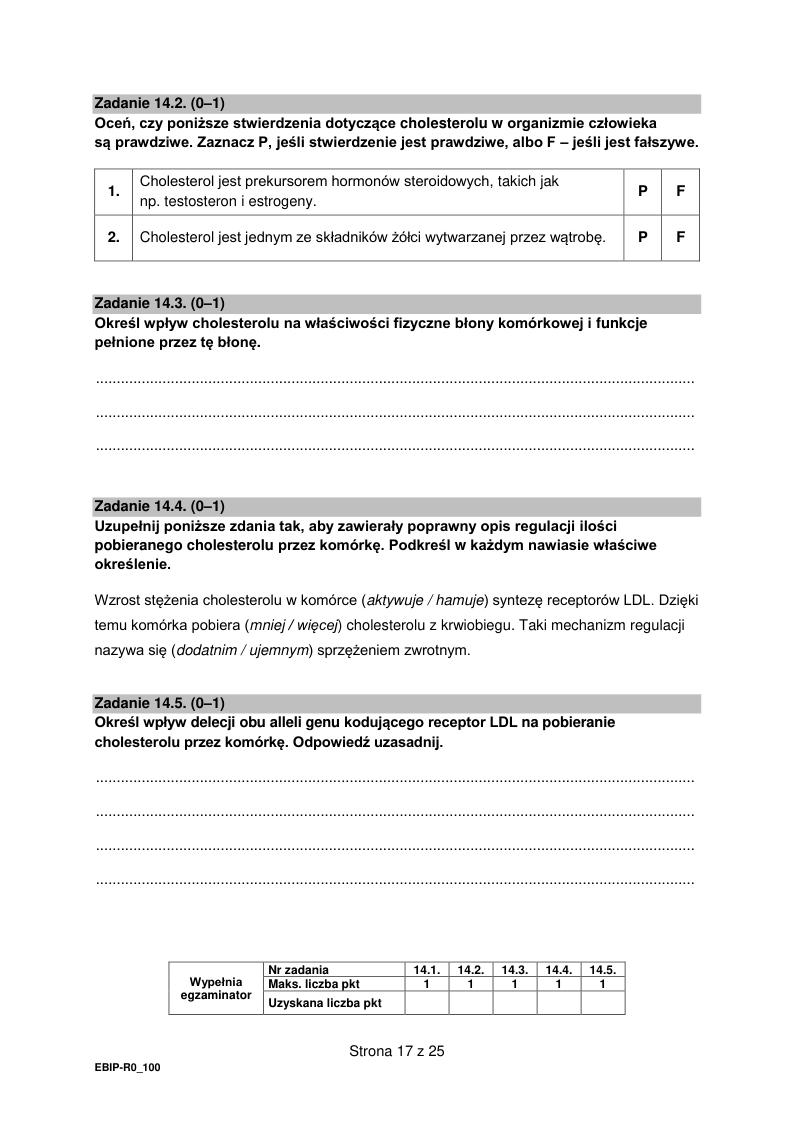 Zadanie 14.2. (0–1)
Oceń, czy poniższe stwierdzenia dotyczące cholesterolu w organizmie człowieka
są prawdziwe. Zaznacz P, jeśli stwierdzenie jest prawdziwe, albo F – jeśli jest fałszywe.
1. Cholesterol jest prekursorem hormonów steroidowych, takich jak
np. testosteron i estrogeny. P F
2. Cholesterol jest jednym ze składników żółci wytwarzanej przez wątrobę. P F
Zadanie 14.3. (0–1)
Określ wpływ cholesterolu na właściwości fizyczne błony komórkowej i funkcje
pełnione przez tę błonę.
Zadanie 14.4. (0–1)
Uzupełnij poniższe zdania tak, aby zawierały poprawny opis regulacji ilości
pobieranego cholesterolu przez komórkę. Podkreśl w każdym nawiasie właściwe
określenie.
Wzrost stężenia cholesterolu w komórce (aktywuje / hamuje) syntezę receptorów LDL. Dzięki
temu komórka pobiera (mniej / więcej) cholesterolu z krwiobiegu. Taki mechanizm regulacji
nazywa się (dodatnim / ujemnym) sprzężeniem zwrotnym.
Zadanie 14.5. (0–1)
Określ wpływ delecji obu alleli genu kodującego receptor LDL na pobieranie
cholesterolu przez komórkę. Odpowiedź uzasadnij.
Wypełnia
egzaminator
Nr zadania 14.1. 14.2. 14.3. 14.4. 14.5.
Maks. liczba pkt 1 1 1 1 1
Uzyskana liczba pkt
Strona 17 z 25
EBIP-R0_100